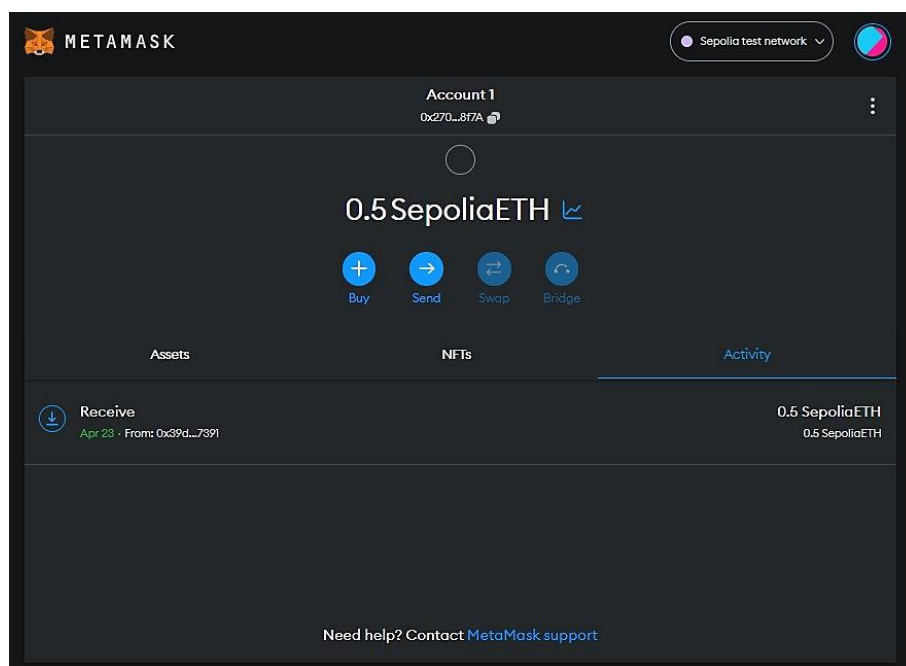 METAMASK
Sepolia test network
Account 1
0x270...8f7A
0.5 SepoliaETH
Buy Send Swap Bridge
Assets NFTs Activity
Receive 0.5 SepoliaETH
Apr 23 · From: 0x39d...7391 0.5 SepoliaETH
Need help? Contact MetaMask support